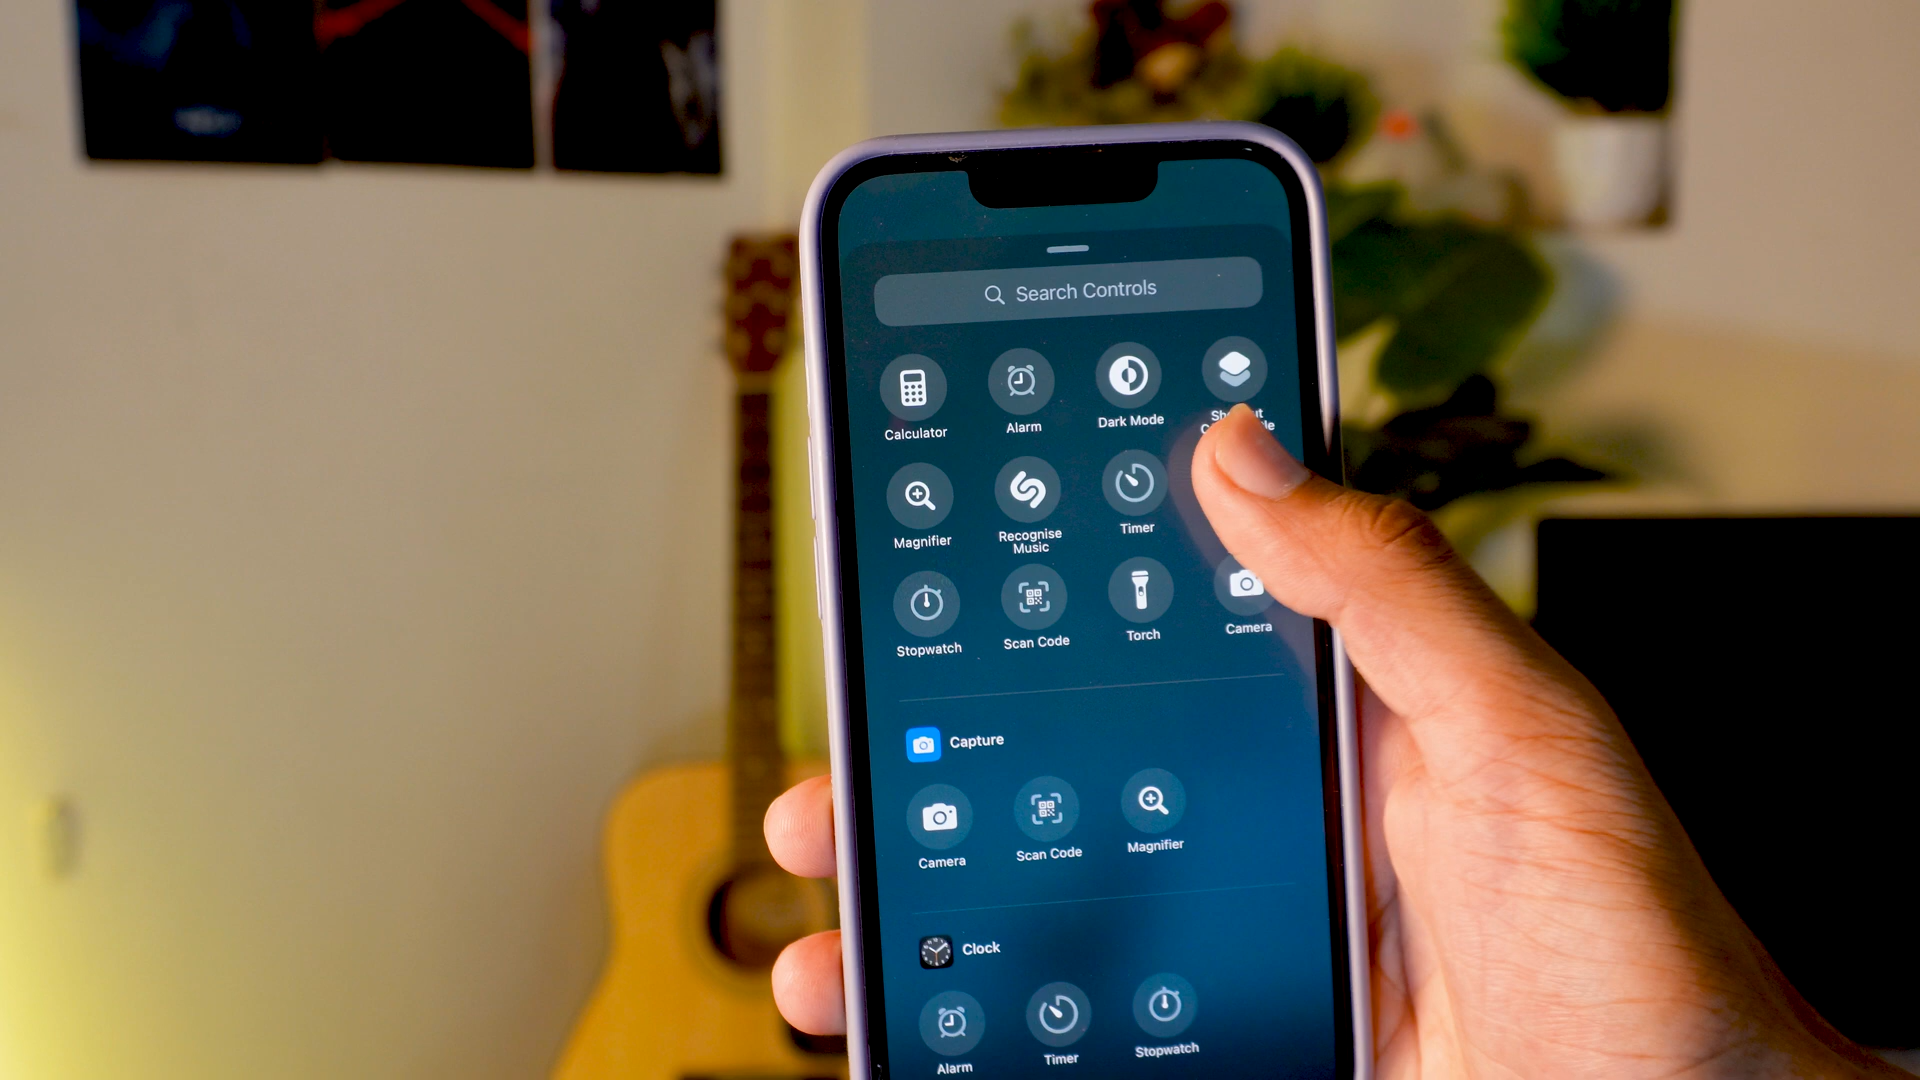 Search Controls
Calculator
Alarm
Dark Mode
Magnifier
Recognise
Music
Timer
Stopwatch
Scan Code
Torch
Camera
Capture
Camera
Scan Code
Magnifier
Clock
Alarm
Timer
Stopwatch